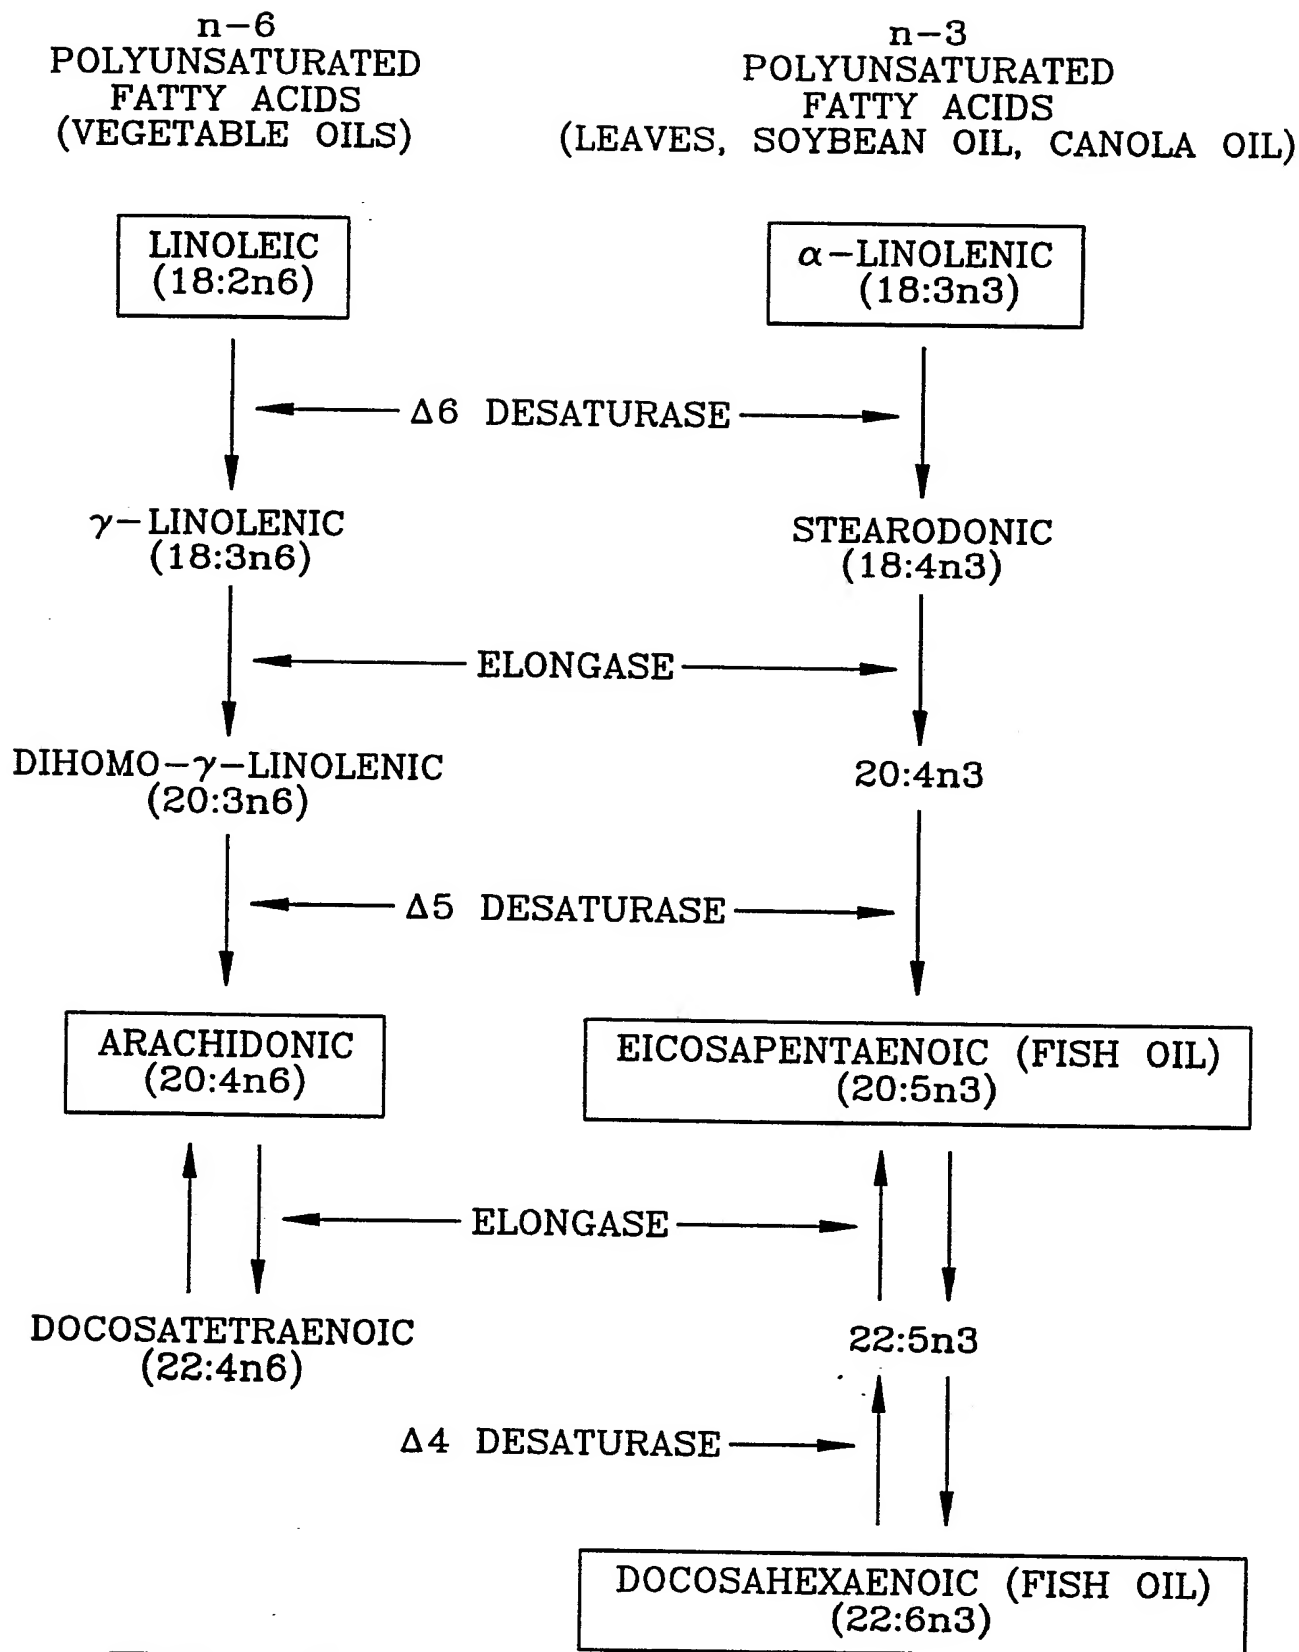 n-6
POLYUNSATURATED
FATTY ACIDS
(VEGETABLE OILS)
n-3
POLYUNSATURATED
FATTY ACIDS
(LEAVES, SOYBEAN OIL, CANOLA OIL)
LINOLEIC
(18:2n6)
α-LINOLENIC
(18:3n3)
Δ6 DESATURASE
γ-LINOLENIC
(18:3n6)
STEARODONIC
(18:4n3)
ELONGASE
DIHOMO-γ-LINOLENIC
(20:3n6)
20:4n3
Δ5 DESATURASE
ARACHIDONIC
(20:4n6)
EICOSAPENTAENOIC (FISH OIL)
(20:5n3)
ELONGASE
DOCOSATETRAENOIC
(22:4n6)
22:5n3
Δ4 DESATURASE
DOCOSAHEXAENOIC (FISH OIL)
(22:6n3)